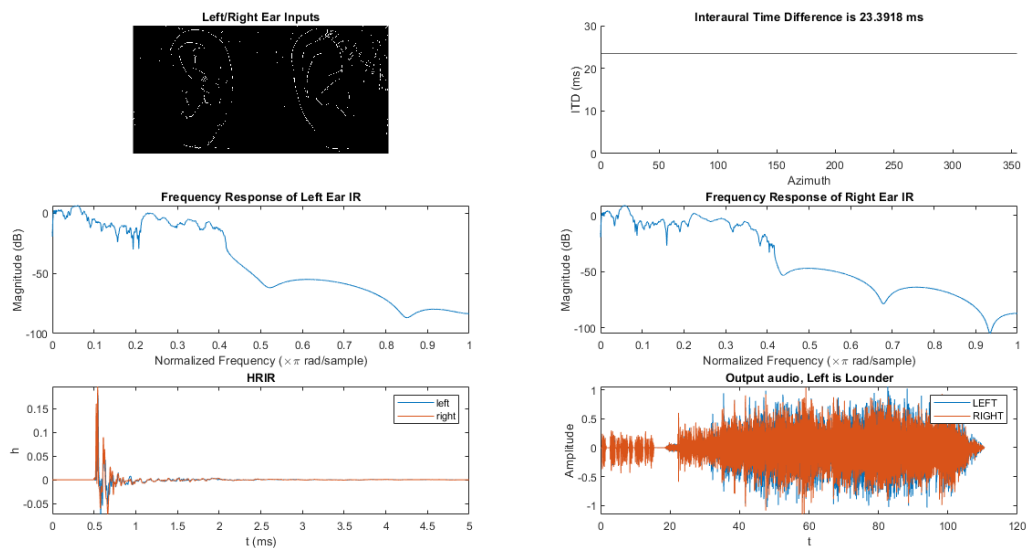 Left/Right Ear Inputs
Interaural Time Difference is 23.3918 ms
30
20
10
0
ITD (ms)
0 50 100 150 200 250 300 350
Azimuth
Frequency Response of Left Ear IR
0
-50
-100
Magnitude (dB)
0 0.1 0.2 0.3 0.4 0.5 0.6 0.7 0.8 0.9 1
Normalized Frequency (×π rad/sample)
Frequency Response of Right Ear IR
0
-50
-100
Magnitude (dB)
0 0.1 0.2 0.3 0.4 0.5 0.6 0.7 0.8 0.9 1
Normalized Frequency (×π rad/sample)
HRIR
0.15
0.1
0.05
0
-0.05
h
left
right
0 0.5 1 1.5 2 2.5 3 3.5 4 4.5 5
t (ms)
Output audio, Left is Lounder
1
0.5
0
-0.5
-1
Amplitude
LEFT
RIGHT
0 20 40 60 80 100 120
t